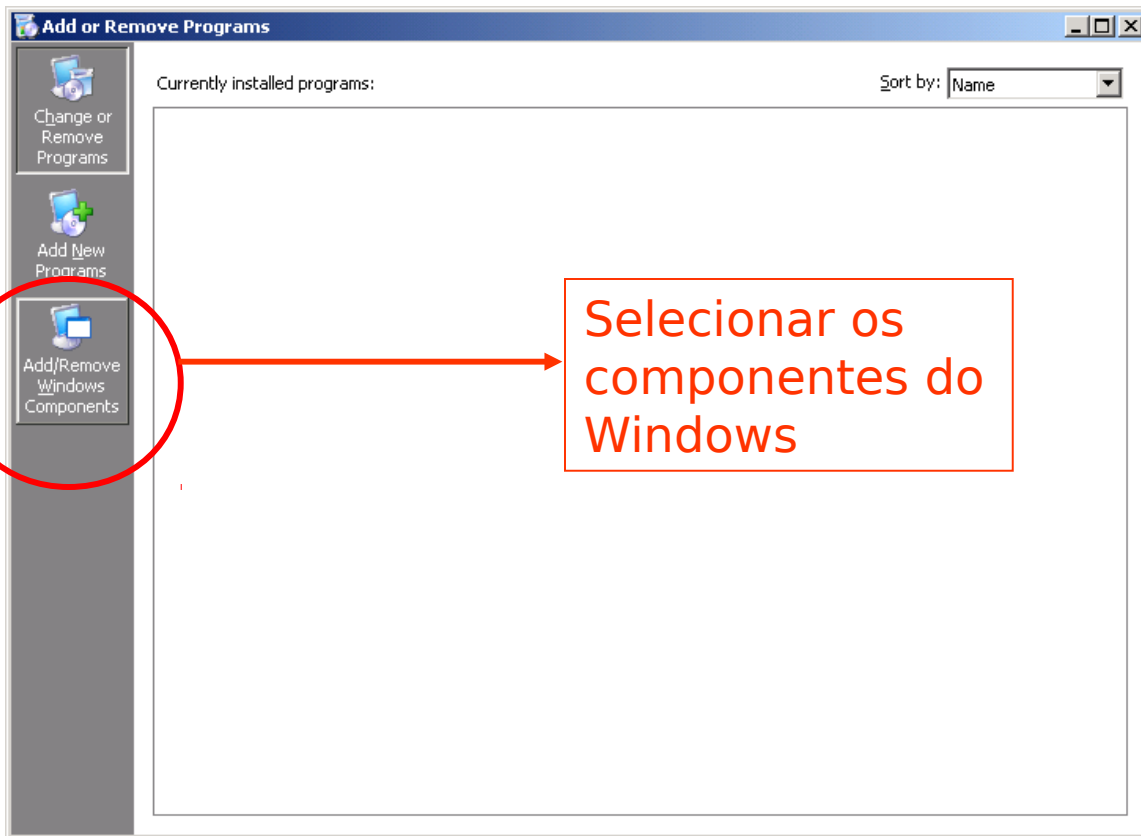 Add or Remove Programs
Change or
Remove
Programs
Currently installed programs:
Sort by: Name
Add New
Programs
Add/Remove
Windows
Components
Selecionar os
componentes do
Windows